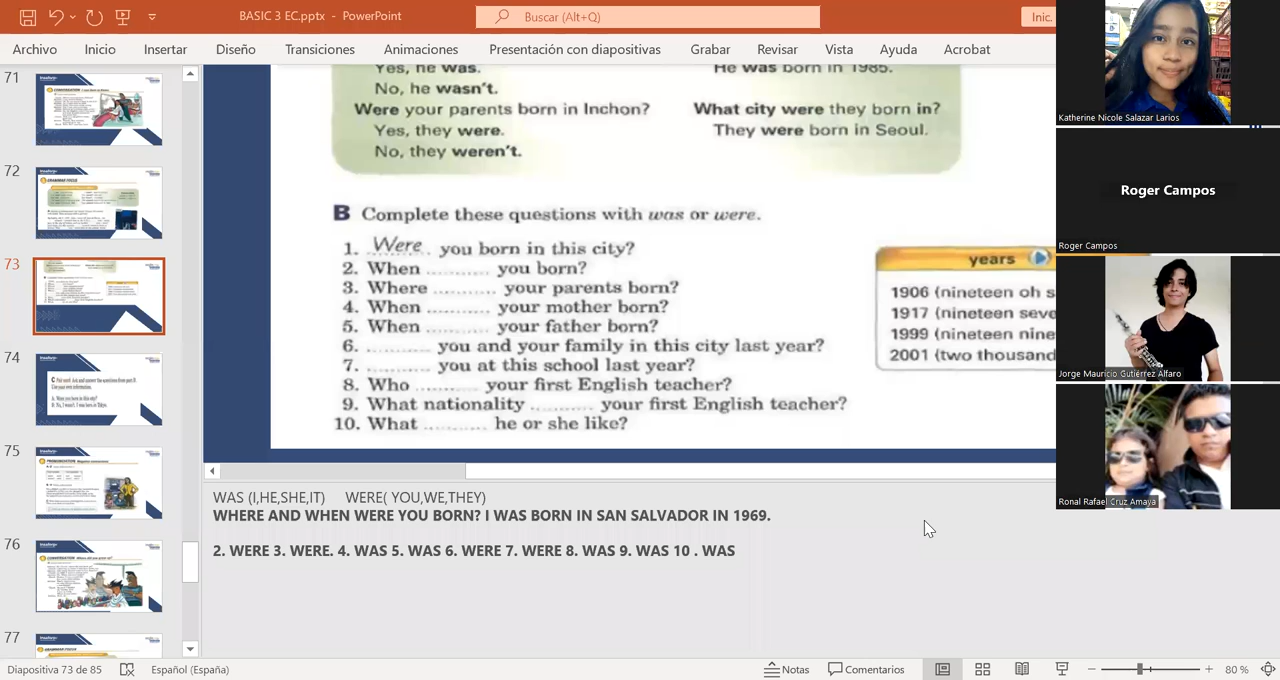 BASIC 3 EC.pptx - PowerPoint
Buscar (Alt+Q)
Inic.
Archivo Inicio Insertar Diseño Transiciones Animaciones Presentación con diapositivas Grabar Revisar Vista Ayuda Acrobat
71
72
73
74
75
76
77
Yes, he was.
No, he wasn't.
Were your parents born in Inchon?
Yes, they were.
No, they weren't.
He was born in 1985.
What city were they born in?
They were born in Seoul.
B Complete these questions with was or were.
1. Were you born in this city?
2. When .......... you born?
3. Where .......... your parents born?
4. When .......... your mother born?
5. When .......... your father born?
6. .......... you and your family in this city last year?
7. .......... you at this school last year?
8. Who .......... your first English teacher?
9. What nationality .......... your first English teacher?
10. What .......... he or she like?
years
1906 (nineteen oh s
1917 (nineteen seve
1999 (nineteen nine
2001 (two thousand
WAS (I,HE,SHE,IT) WERE( YOU,WE,THEY)
WHERE AND WHEN WERE YOU BORN? I WAS BORN IN SAN SALVADOR IN 1969.
2. WERE 3. WERE. 4. WAS 5. WAS 6. WERE 7. WERE 8. WAS 9. WAS 10 . WAS
Katherine Nicole Salazar Larios
Roger Campos
Roger Campos
Jorge Mauricio Gutiérrez Alfaro
Ronal Rafael Cruz Amaya
Diapositiva 73 de 85 Español (España) Notas Comentarios 80 %